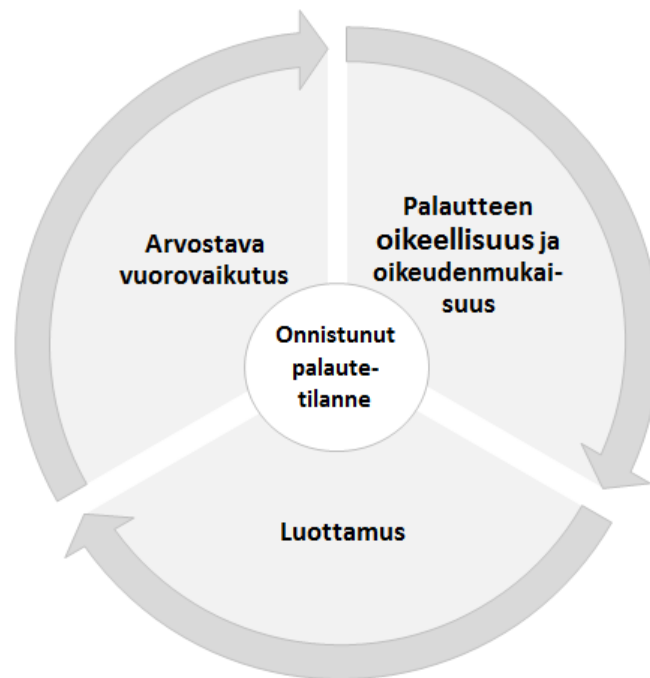 Arvostava
vuorovaikutus
Palautteen
oikeellisuus ja
oikeudenmukai-
suus
Onnistunut
palaute-
tilanne
Luottamus